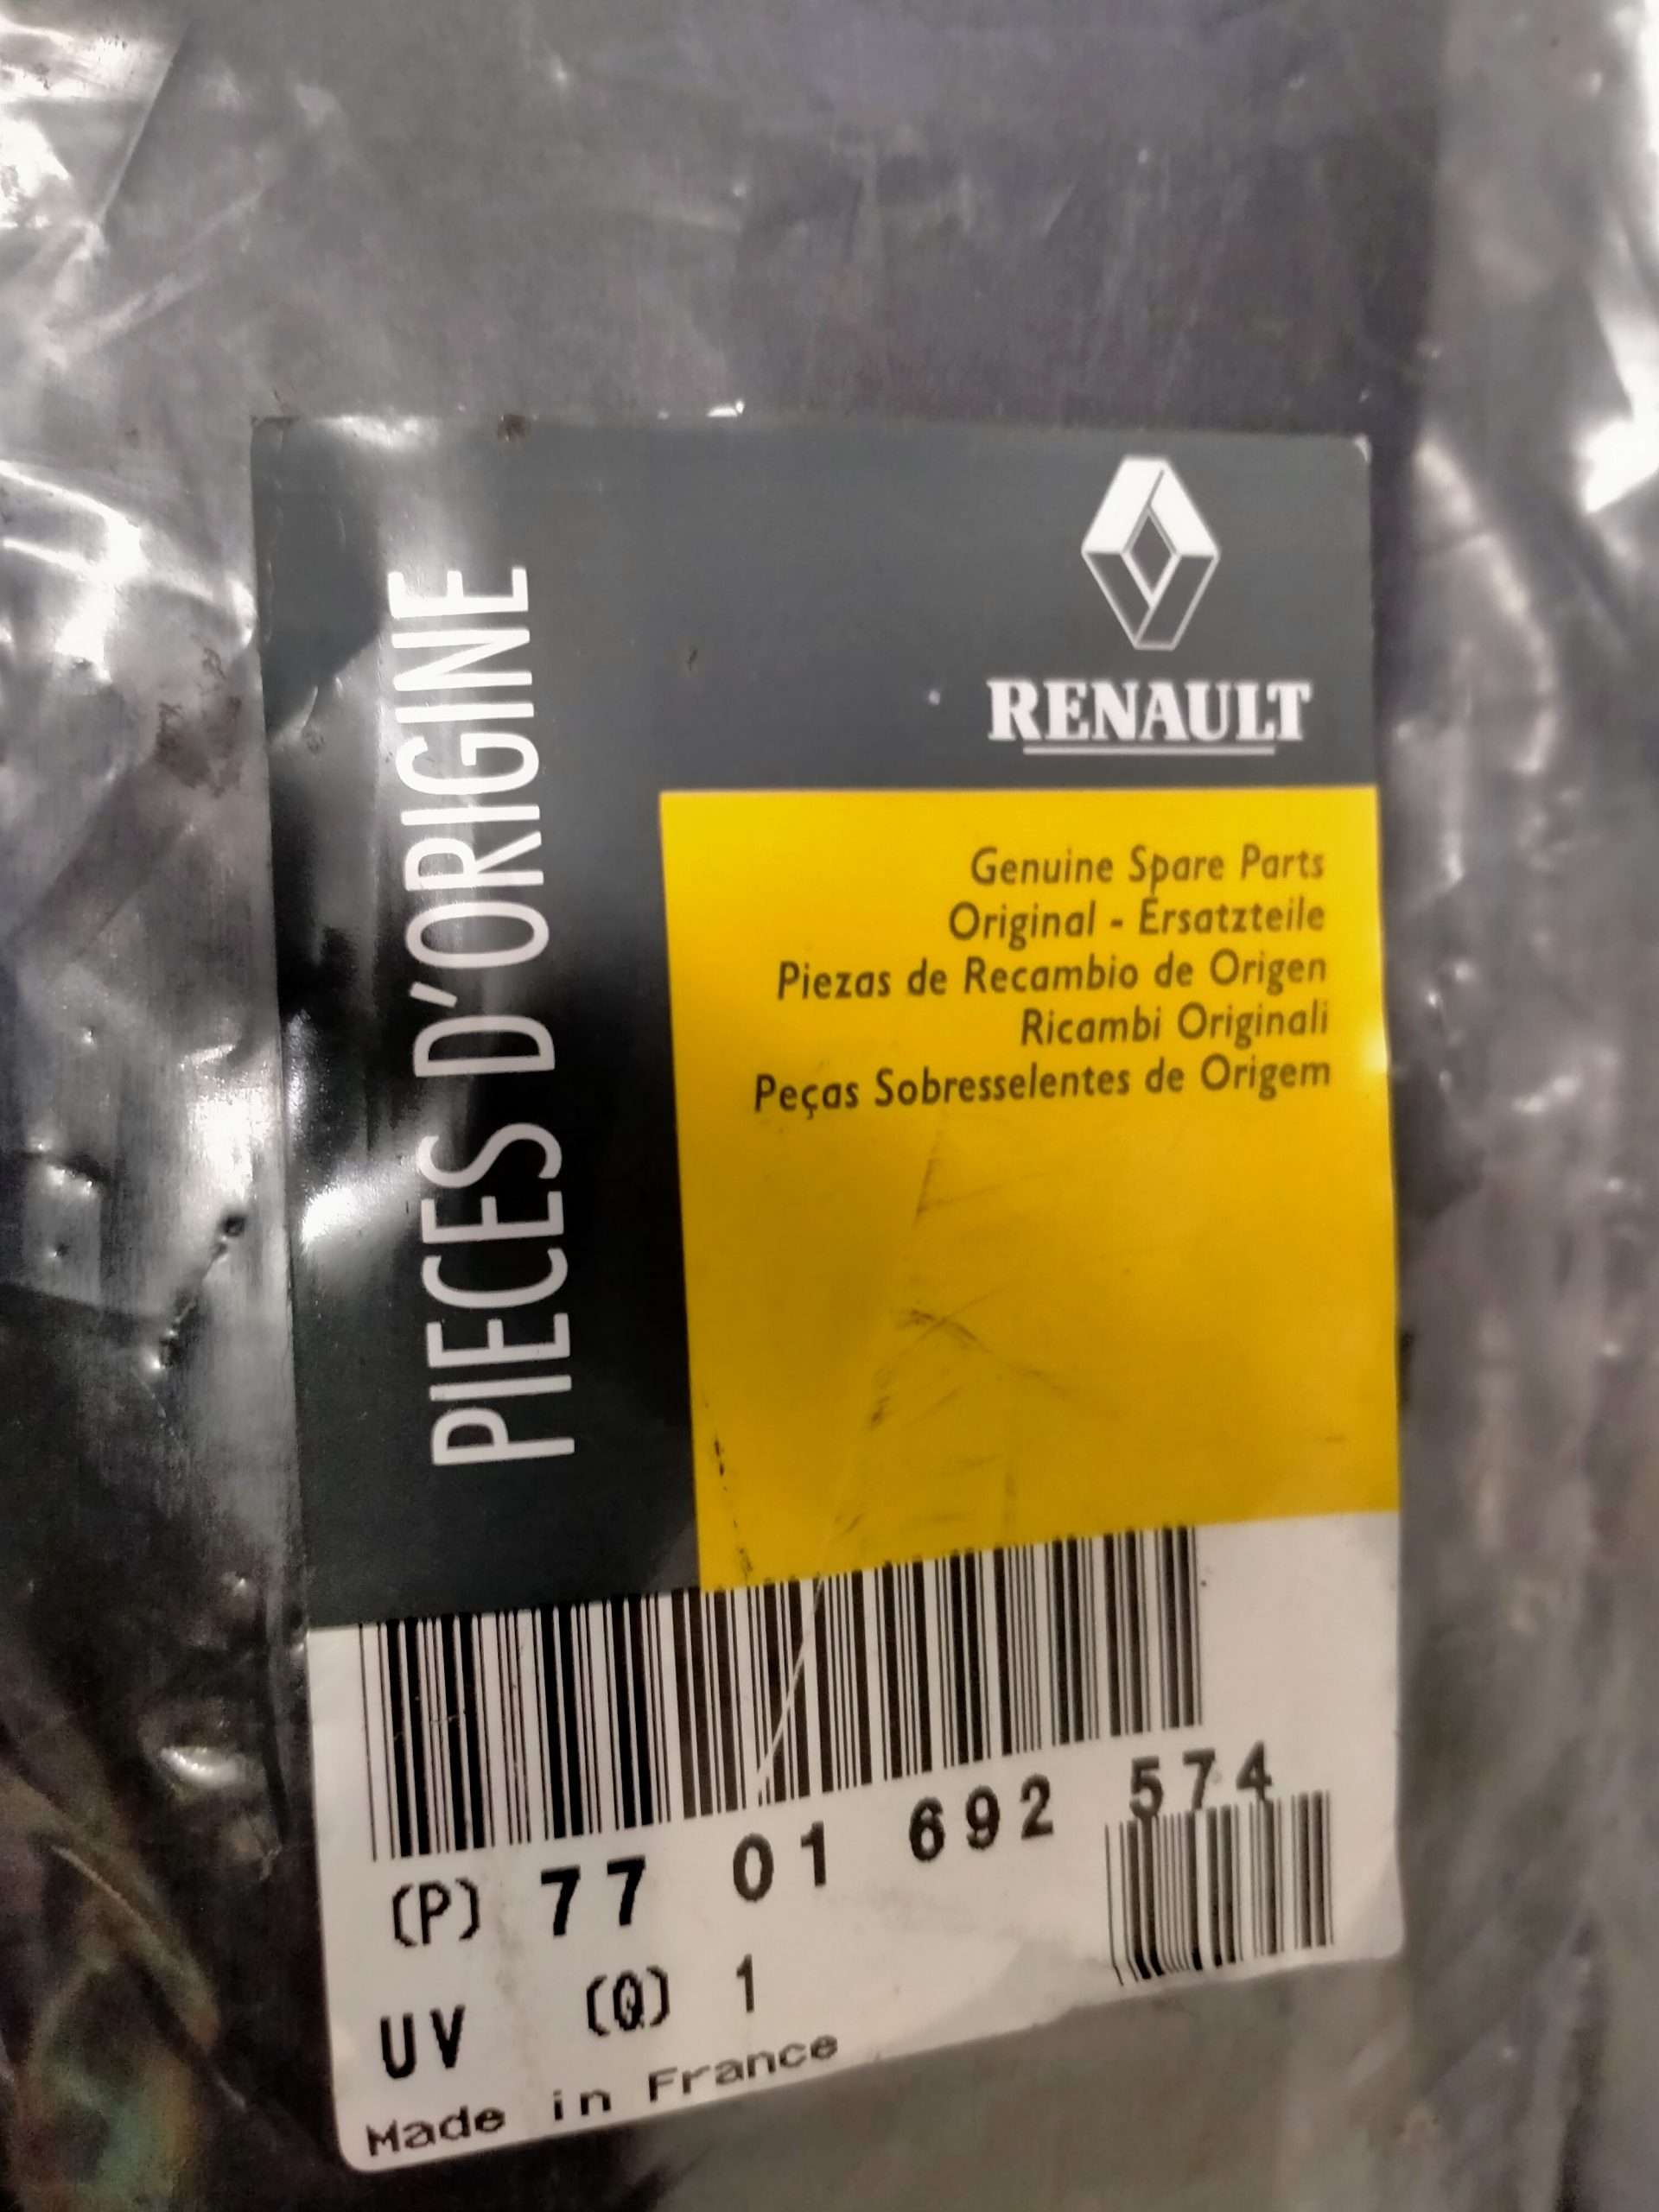 RENAULT
PIECES D'ORIGINE
Genuine Spare Parts
Original - Ersatzteile
Piezas de Recambio de Origen
Ricambi Originali
Peças Sobresselentes de Origem
(P) 77 01 692 574
UV (Q) 1
Made in France